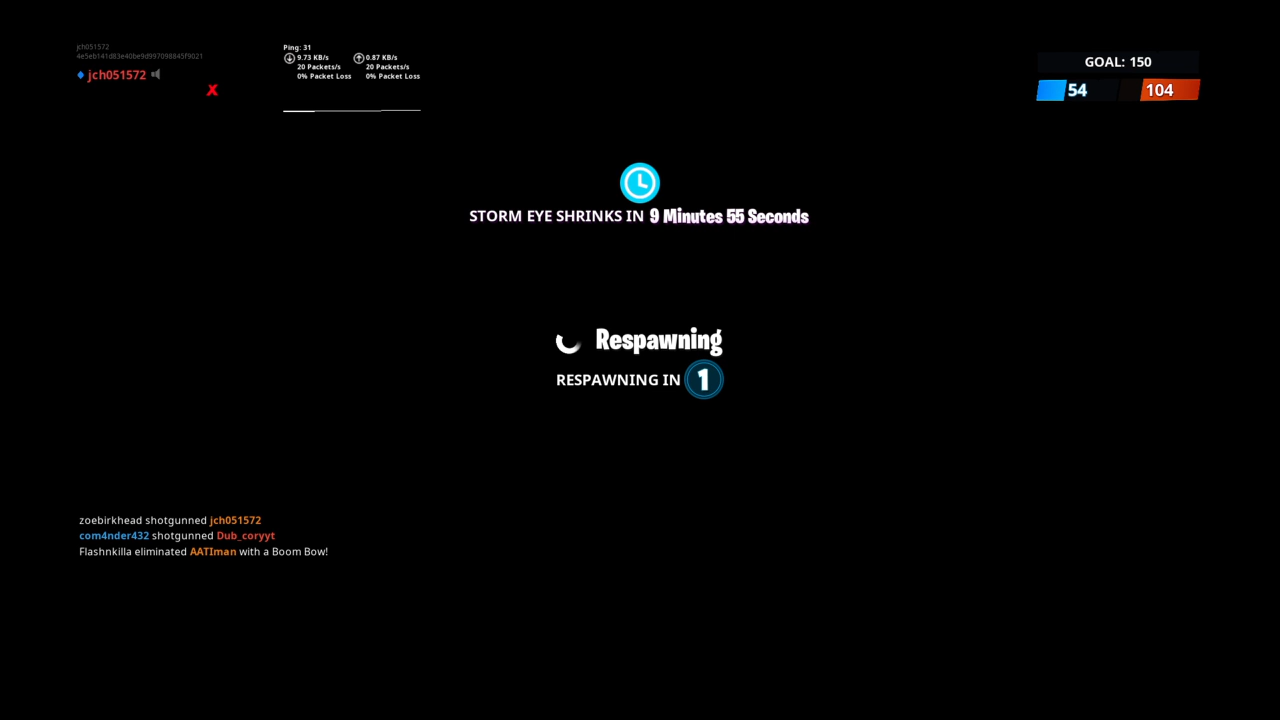 jch051572
4e5eb141d83e40be9d997098845f9021
jch051572
X
Ping: 31
9.73 KB/s
0.87 KB/s
20 Packets/s
20 Packets/s
0% Packet Loss
0% Packet Loss
GOAL: 150
54
104
STORM EYE SHRINKS IN 9 Minutes 55 Seconds
Respawning
RESPAWNING IN 1
zoebirkhead shotgunned jch051572
com4nder432 shotgunned Dub_coryyt
Flashnkilla eliminated AATIman with a Boom Bow!